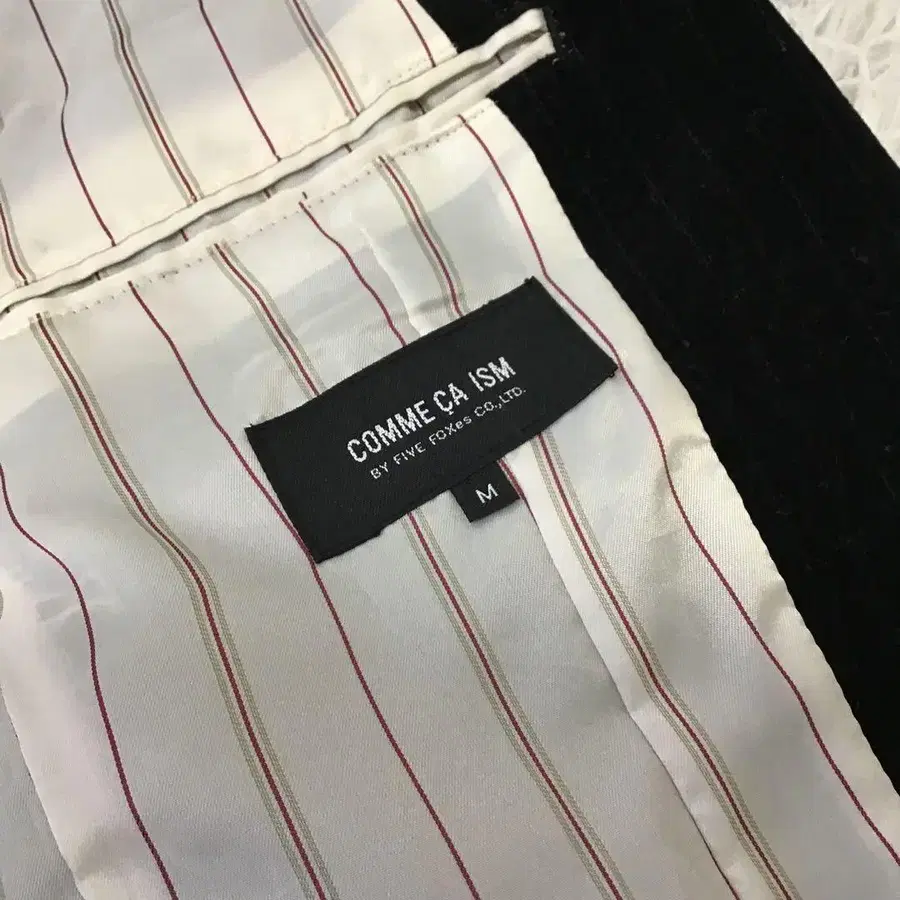 COMME ÇA ISM
BY FIVE FOXes CO.,LTD.
M